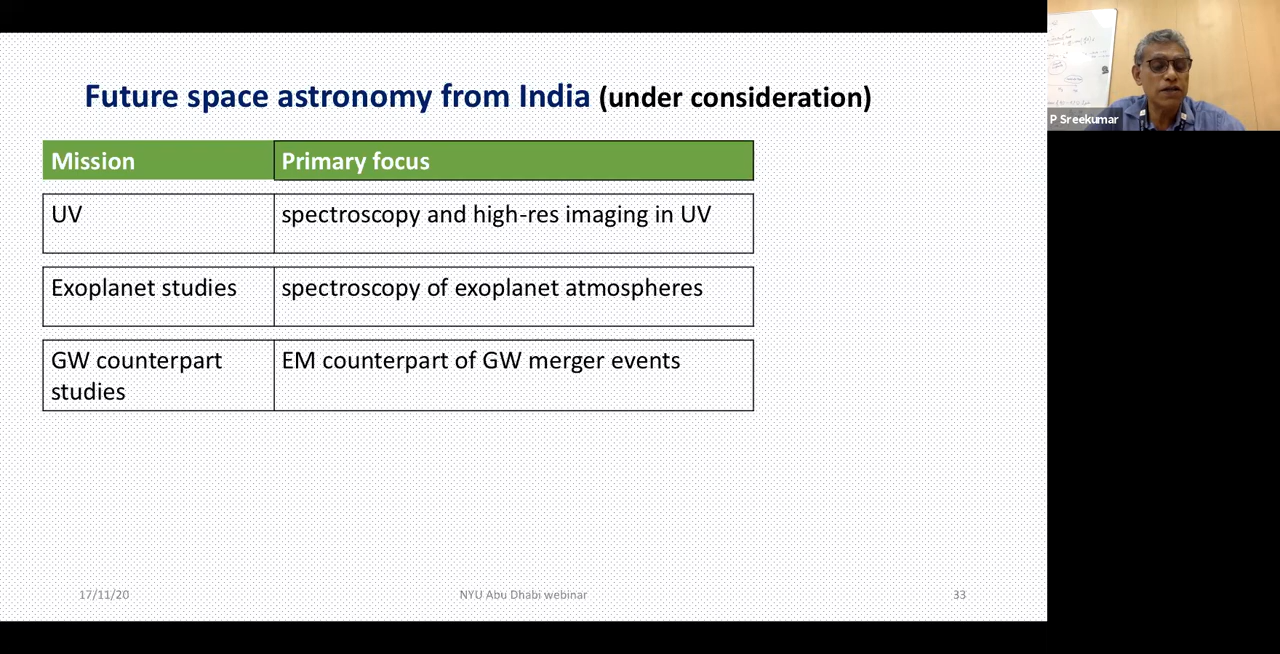 Future space astronomy from India (under consideration)
Mission Primary focus
UV spectroscopy and high-res imaging in UV
Exoplanet studies spectroscopy of exoplanet atmospheres
GW counterpart EM counterpart of GW merger events
studies
17/11/20 NYU Abu Dhabi webinar 33
P Sreekumar